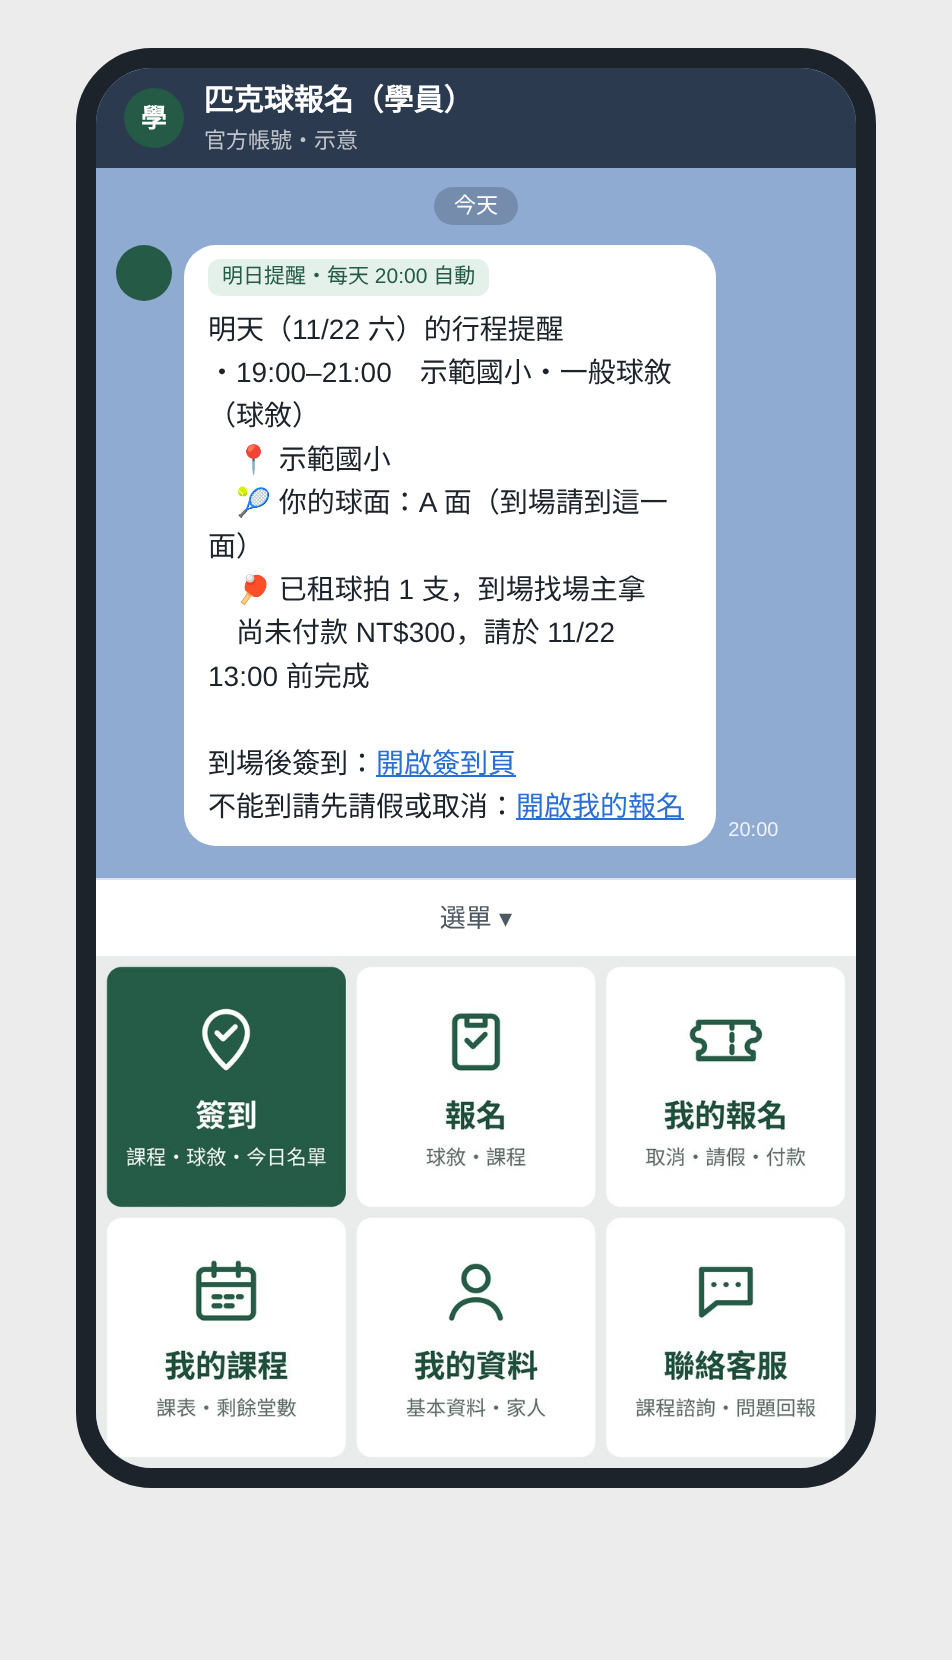 學
匹克球報名（學員）
官方帳號・示意
今天
明日提醒・每天 20:00 自動
明天（11/22 六）的行程提醒
・19:00–21:00　示範國小・一般球敘
（球敘）
📍 示範國小
🎾 你的球面：A 面（到場請到這一
面）
🏓 已租球拍 1 支，到場找場主拿
尚未付款 NT$300，請於 11/22
13:00 前完成
到場後簽到：開啟簽到頁
不能到請先請假或取消：開啟我的報名
20:00
選單 ▾
簽到
課程・球敘・今日名單
報名
球敘・課程
我的報名
取消・請假・付款
我的課程
課表・剩餘堂數
我的資料
基本資料・家人
聯絡客服
課程諮詢・問題回報